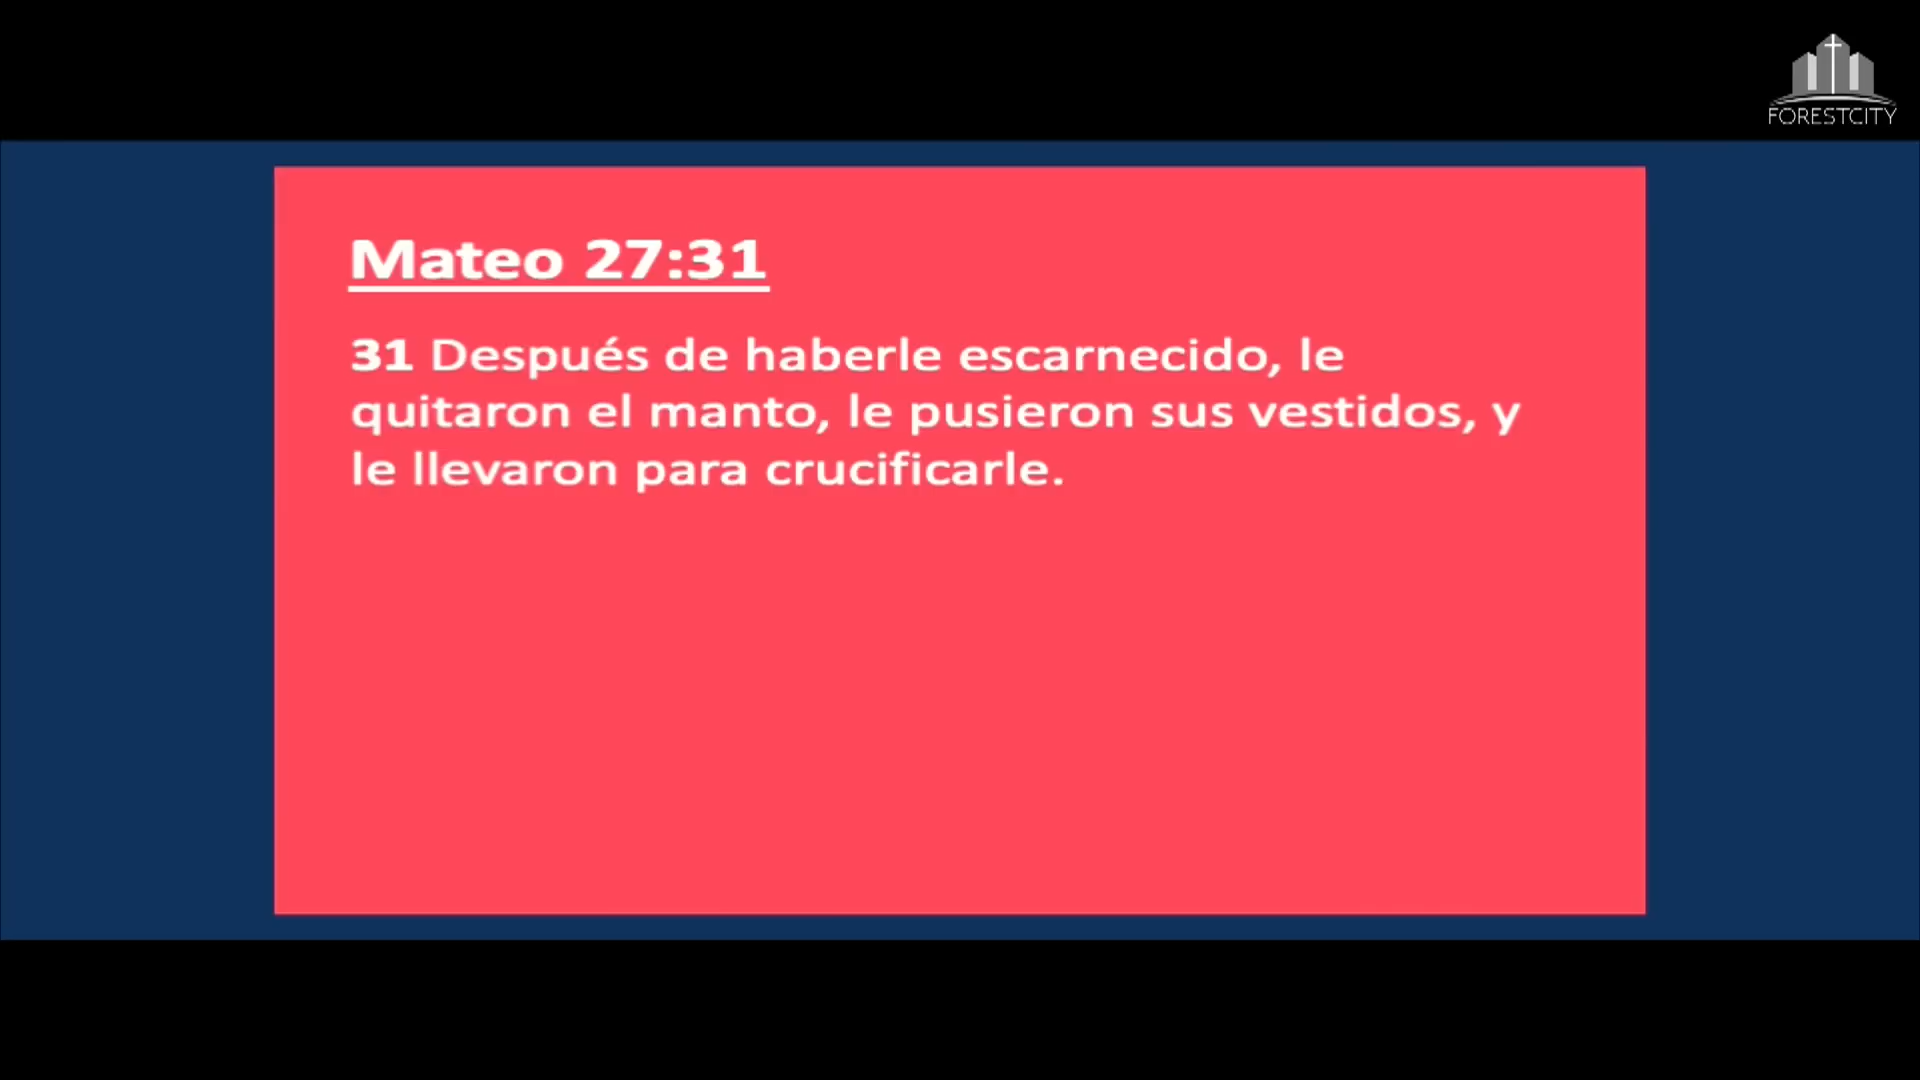 FORESTCITY
Mateo 27:31
31 Después de haberle escarnecido, le
quitaron el manto, le pusieron sus vestidos, y
le llevaron para crucificarle.